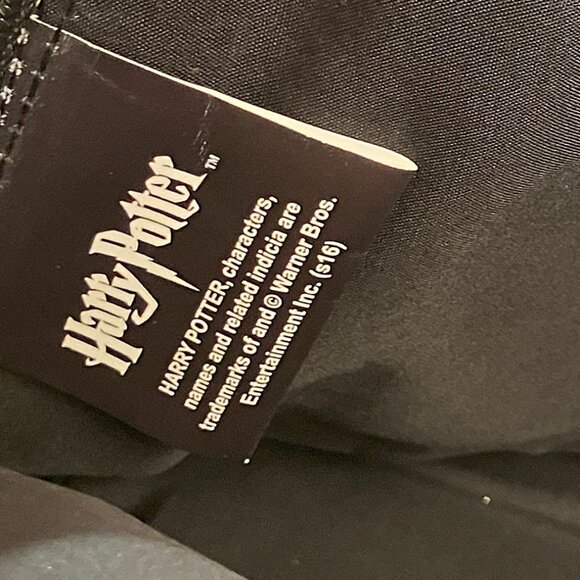 Harry Potter™
HARRY POTTER, characters,
names and related indicia are
trademarks of and © Warner Bros.
Entertainment Inc. (s16)